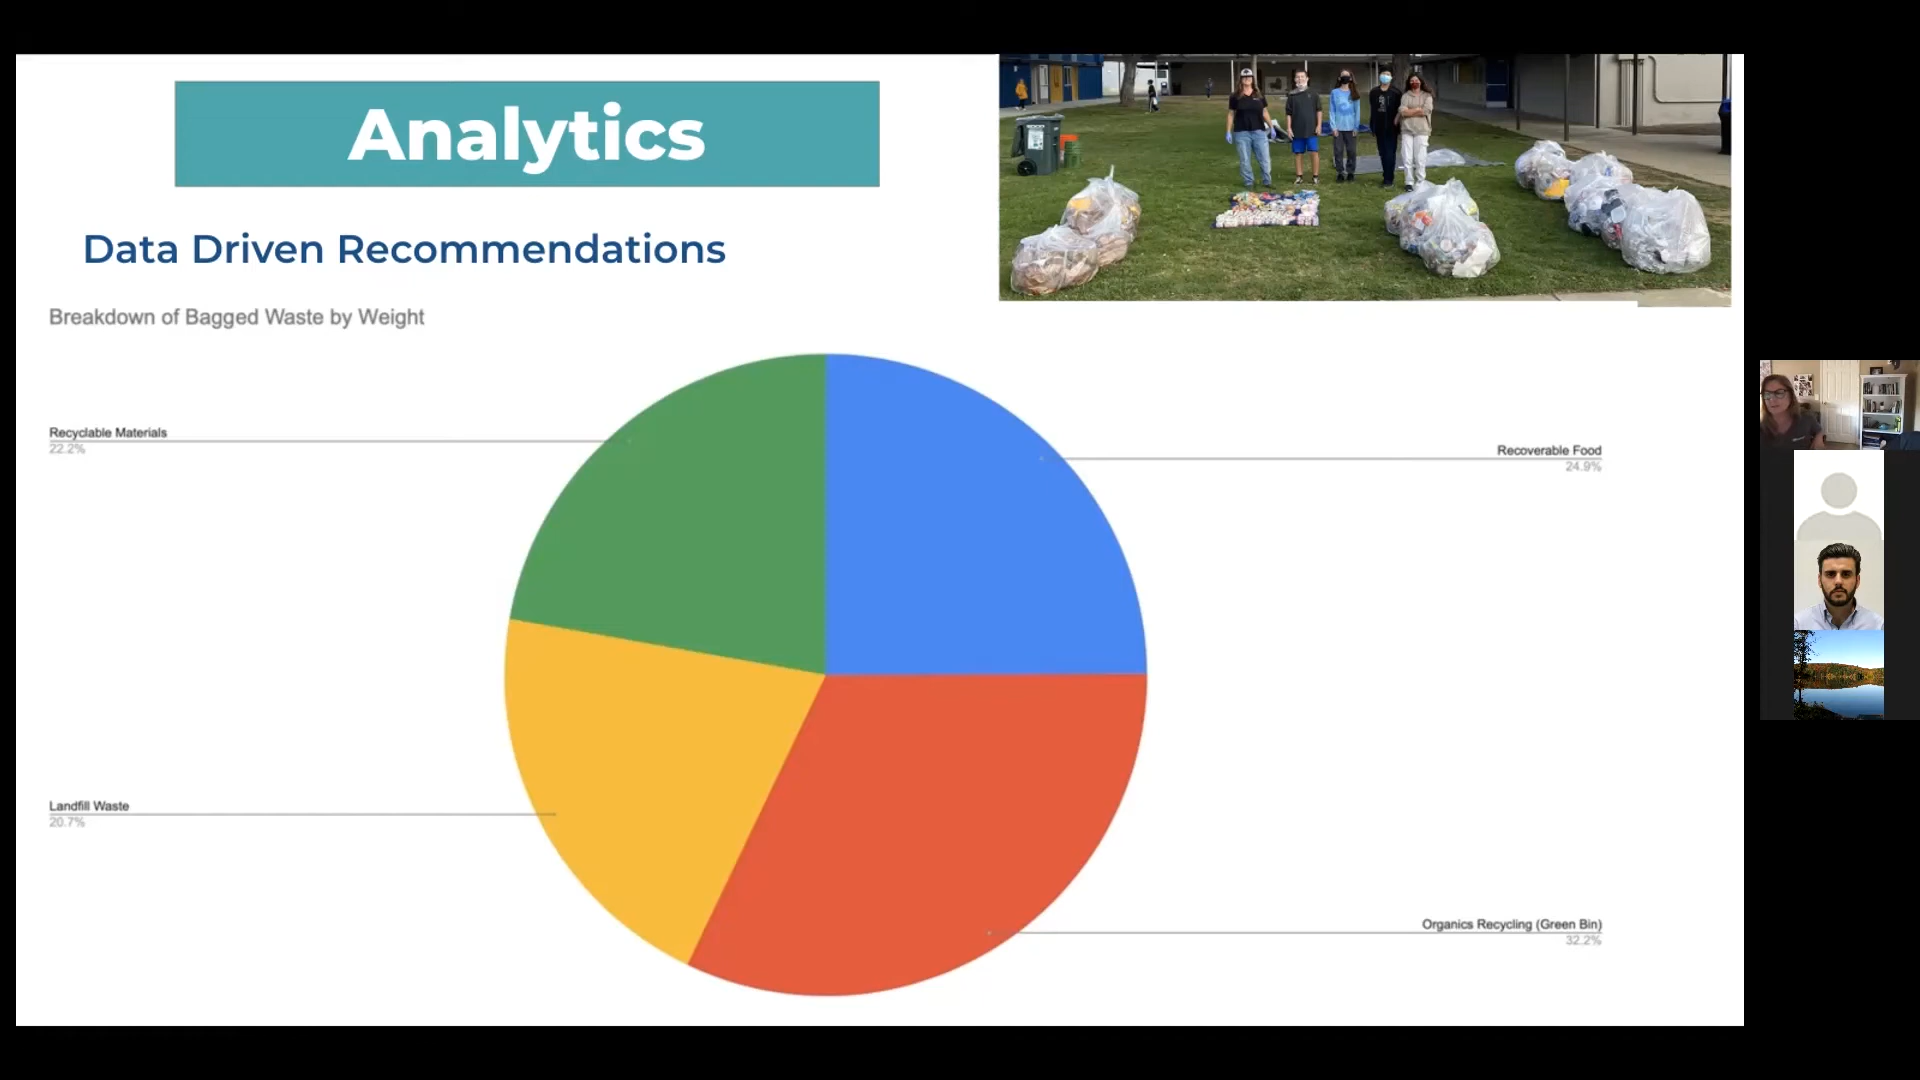 Analytics
Data Driven Recommendations
Breakdown of Bagged Waste by Weight
Recyclable Materials
22.2%
Recoverable Food
24.9%
Landfill Waste
20.7%
Organics Recycling (Green Bin)
32.2%